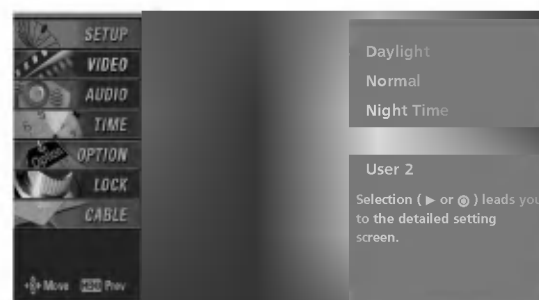 SETUP
VIDEO
AUDIO
TIME
OPTION
LOCK
CABLE
Move MENU Prev
Daylight
Normal
Night Time
User 2
Selection ( ▶ or ◉ ) leads you
to the detailed setting
screen.